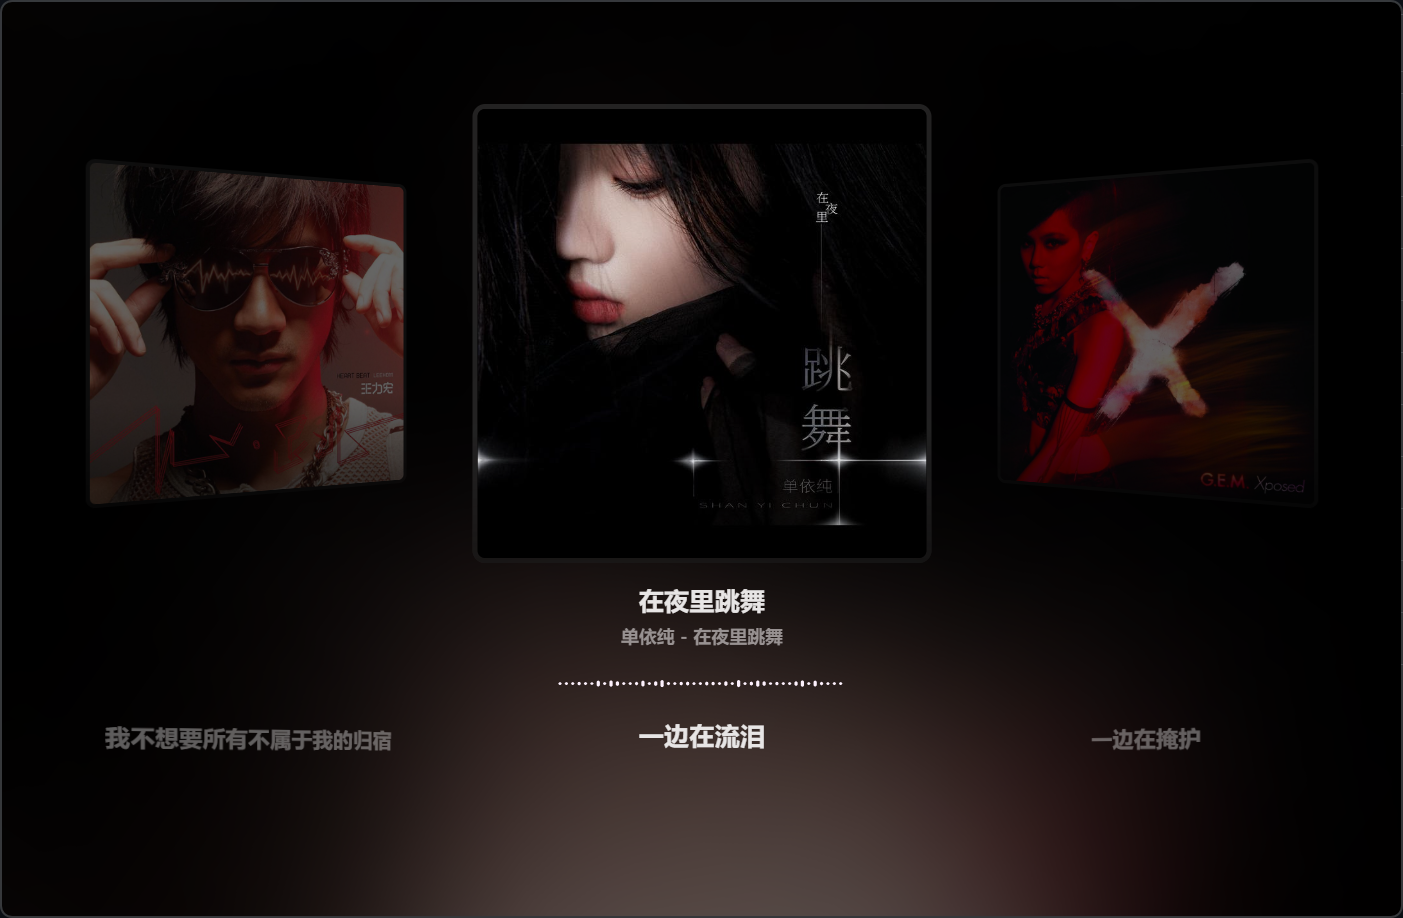 HEART BEAT
王力宏
在夜里
跳舞
单依纯
SHAN YI CHUN
G.E.M. Xposed
在夜里跳舞
单依纯 - 在夜里跳舞
我不想要所有不属于我的归宿
一边在流泪
一边在掩护